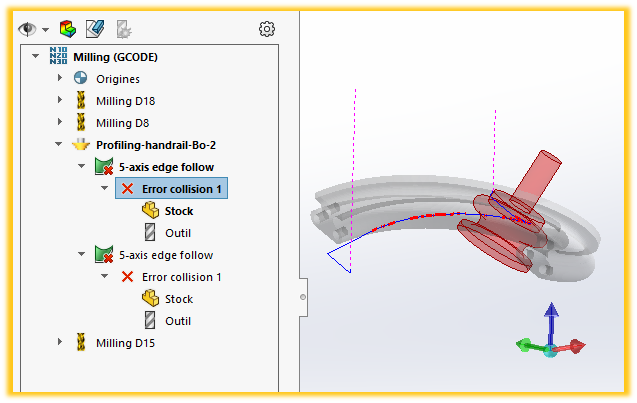 N10
N20
N30
Milling (GCODE)
Origines
Milling D18
Milling D8
Profiling-handrail-Bo-2
5-axis edge follow
Error collision 1
Stock
Outil
5-axis edge follow
Error collision 1
Stock
Outil
Milling D15